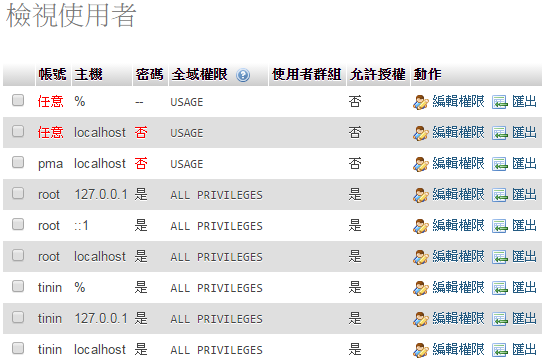 檢視使用者
帳號 主機 密碼 全域權限 使用者群組 允許授權 動作
任意 % -- USAGE 否 編輯權限 匯出
任意 localhost 否 USAGE 否 編輯權限 匯出
pma localhost 否 USAGE 否 編輯權限 匯出
root 127.0.0.1 是 ALL PRIVILEGES 是 編輯權限 匯出
root ::1 是 ALL PRIVILEGES 是 編輯權限 匯出
root localhost 是 ALL PRIVILEGES 是 編輯權限 匯出
tinin % 是 ALL PRIVILEGES 是 編輯權限 匯出
tinin 127.0.0.1 是 ALL PRIVILEGES 是 編輯權限 匯出
tinin localhost 是 ALL PRIVILEGES 是 編輯權限 匯出